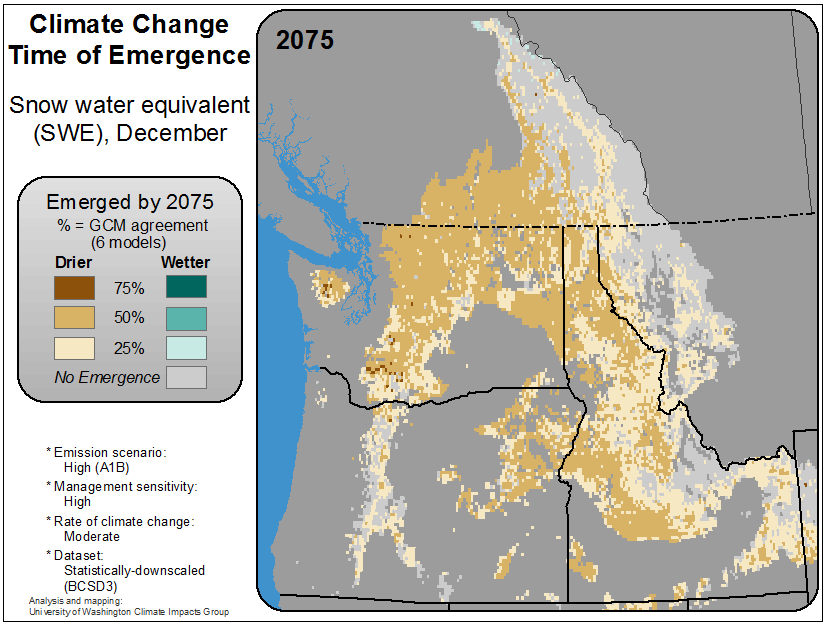 Climate Change
Time of Emergence
Snow water equivalent
(SWE), December
Emerged by 2075
% = GCM agreement
(6 models)
Drier Wetter
75%
50%
25%
No Emergence
* Emission scenario:
High (A1B)
* Management sensitivity:
High
* Rate of climate change:
Moderate
* Dataset:
Statistically-downscaled
(BCSD3)
Analysis and mapping:
University of Washington Climate Impacts Group
2075